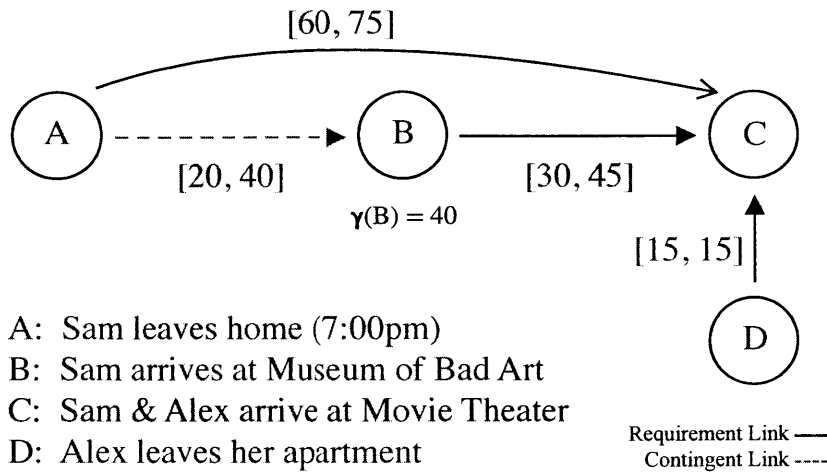 [60, 75]
A
B
C
[20, 40]
[30, 45]
γ(B) = 40
[15, 15]
D
A: Sam leaves home (7:00pm)
B: Sam arrives at Museum of Bad Art
C: Sam & Alex arrive at Movie Theater
D: Alex leaves her apartment
Requirement Link
Contingent Link